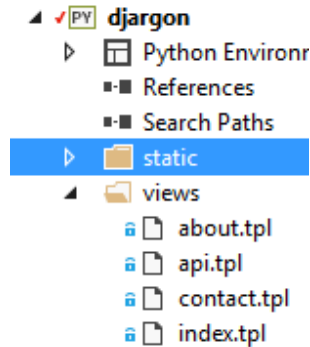 PY djargon
Python Environr
References
Search Paths
static
views
about.tpl
api.tpl
contact.tpl
index.tpl